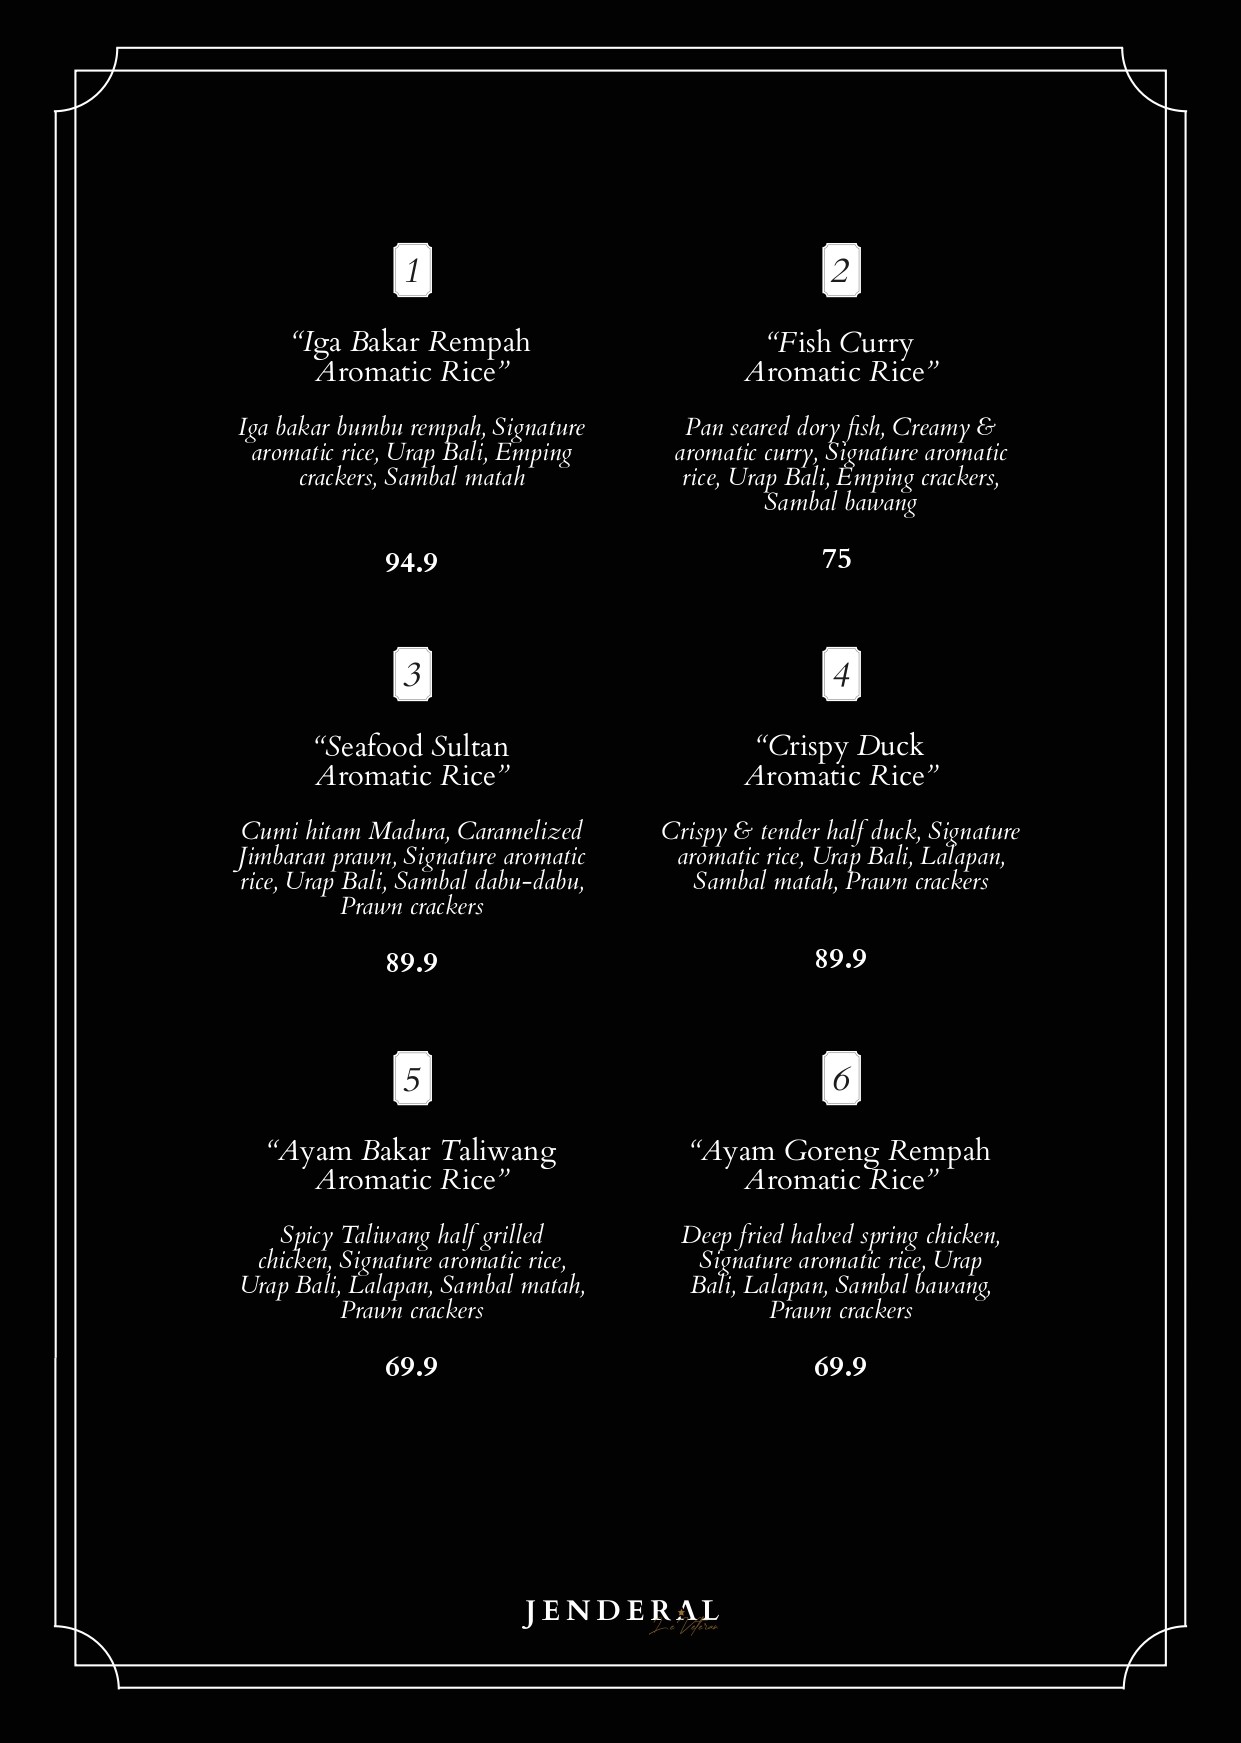 1
“Iga Bakar Rempah
Aromatic Rice”
Iga bakar bumbu rempah, Signature
aromatic rice, Urap Bali, Emping
crackers, Sambal matah
94.9
2
“Fish Curry
Aromatic Rice”
Pan seared dory fish, Creamy &
aromatic curry, Signature aromatic
rice, Urap Bali, Emping crackers,
Sambal bawang
75
3
“Seafood Sultan
Aromatic Rice”
Cumi hitam Madura, Caramelized
Jimbaran prawn, Signature aromatic
rice, Urap Bali, Sambal dabu-dabu,
Prawn crackers
89.9
4
“Crispy Duck
Aromatic Rice”
Crispy & tender half duck, Signature
aromatic rice, Urap Bali, Lalapan,
Sambal matah, Prawn crackers
89.9
5
“Ayam Bakar Taliwang
Aromatic Rice”
Spicy Taliwang half grilled
chicken, Signature aromatic rice,
Urap Bali, Lalapan, Sambal matah,
Prawn crackers
69.9
6
“Ayam Goreng Rempah
Aromatic Rice”
Deep fried halved spring chicken,
Signature aromatic rice, Urap
Bali, Lalapan, Sambal bawang,
Prawn crackers
69.9
JENDERAL